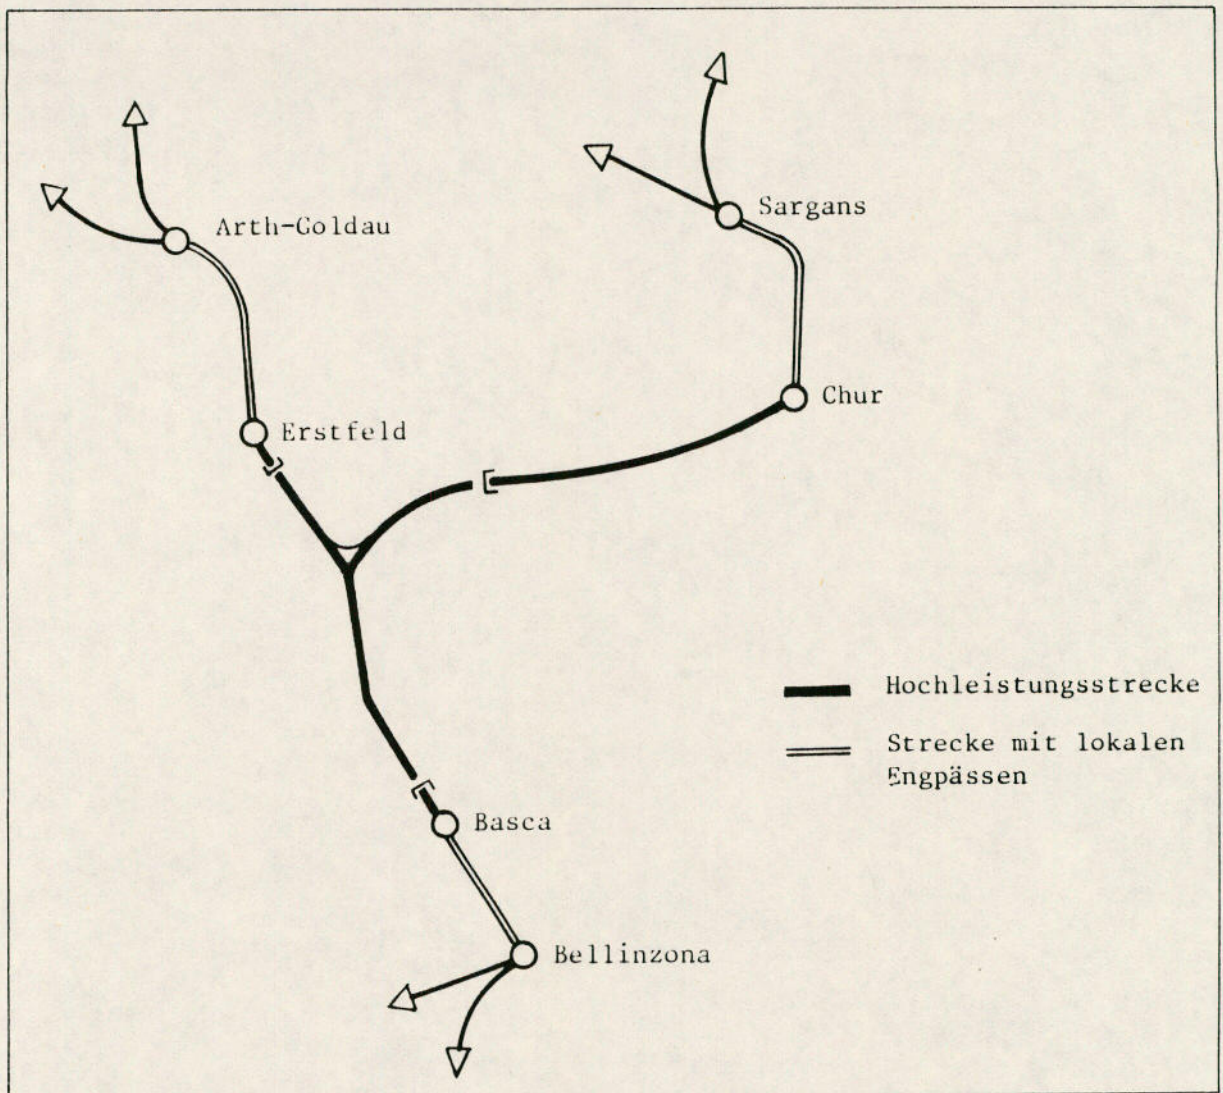 Sargans
Arth-Goldau
Chur
Erstfeld
Hochleistungsstrecke
Strecke mit lokalen
Engpässen
Basca
Bellinzona